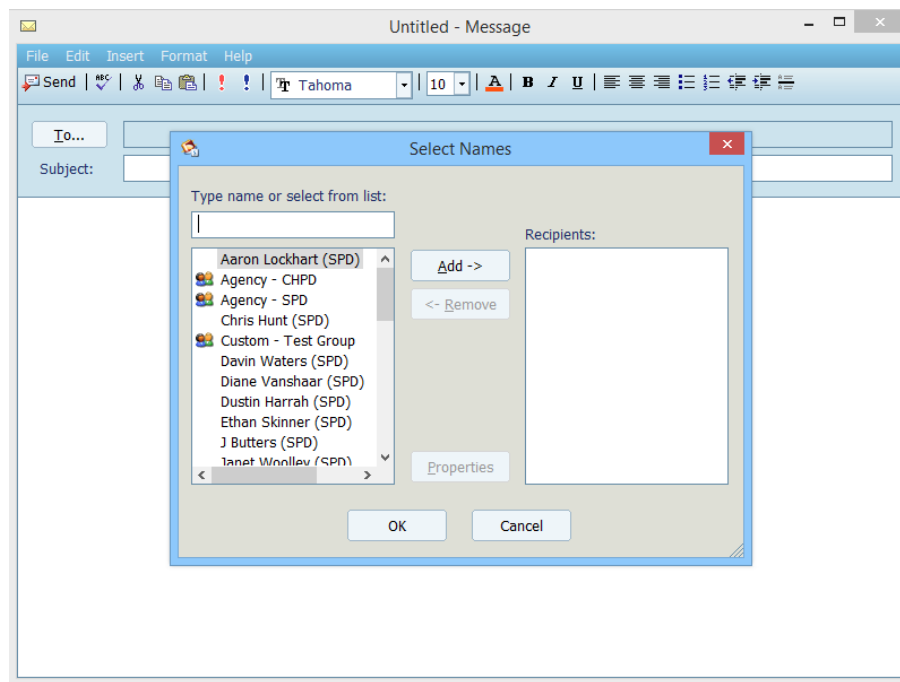 Untitled - Message
File Edit Insert Format Help
Send ABC Tahoma 10 A B I U
To...
Subject:
Select Names
Type name or select from list:
Recipients:
Aaron Lockhart (SPD)
Agency - CHPD
Agency - SPD
Chris Hunt (SPD)
Custom - Test Group
Davin Waters (SPD)
Diane Vanshaar (SPD)
Dustin Harrah (SPD)
Ethan Skinner (SPD)
J Butters (SPD)
Janet Woolley (SPD)
Add ->
<- Remove
Properties
OK Cancel